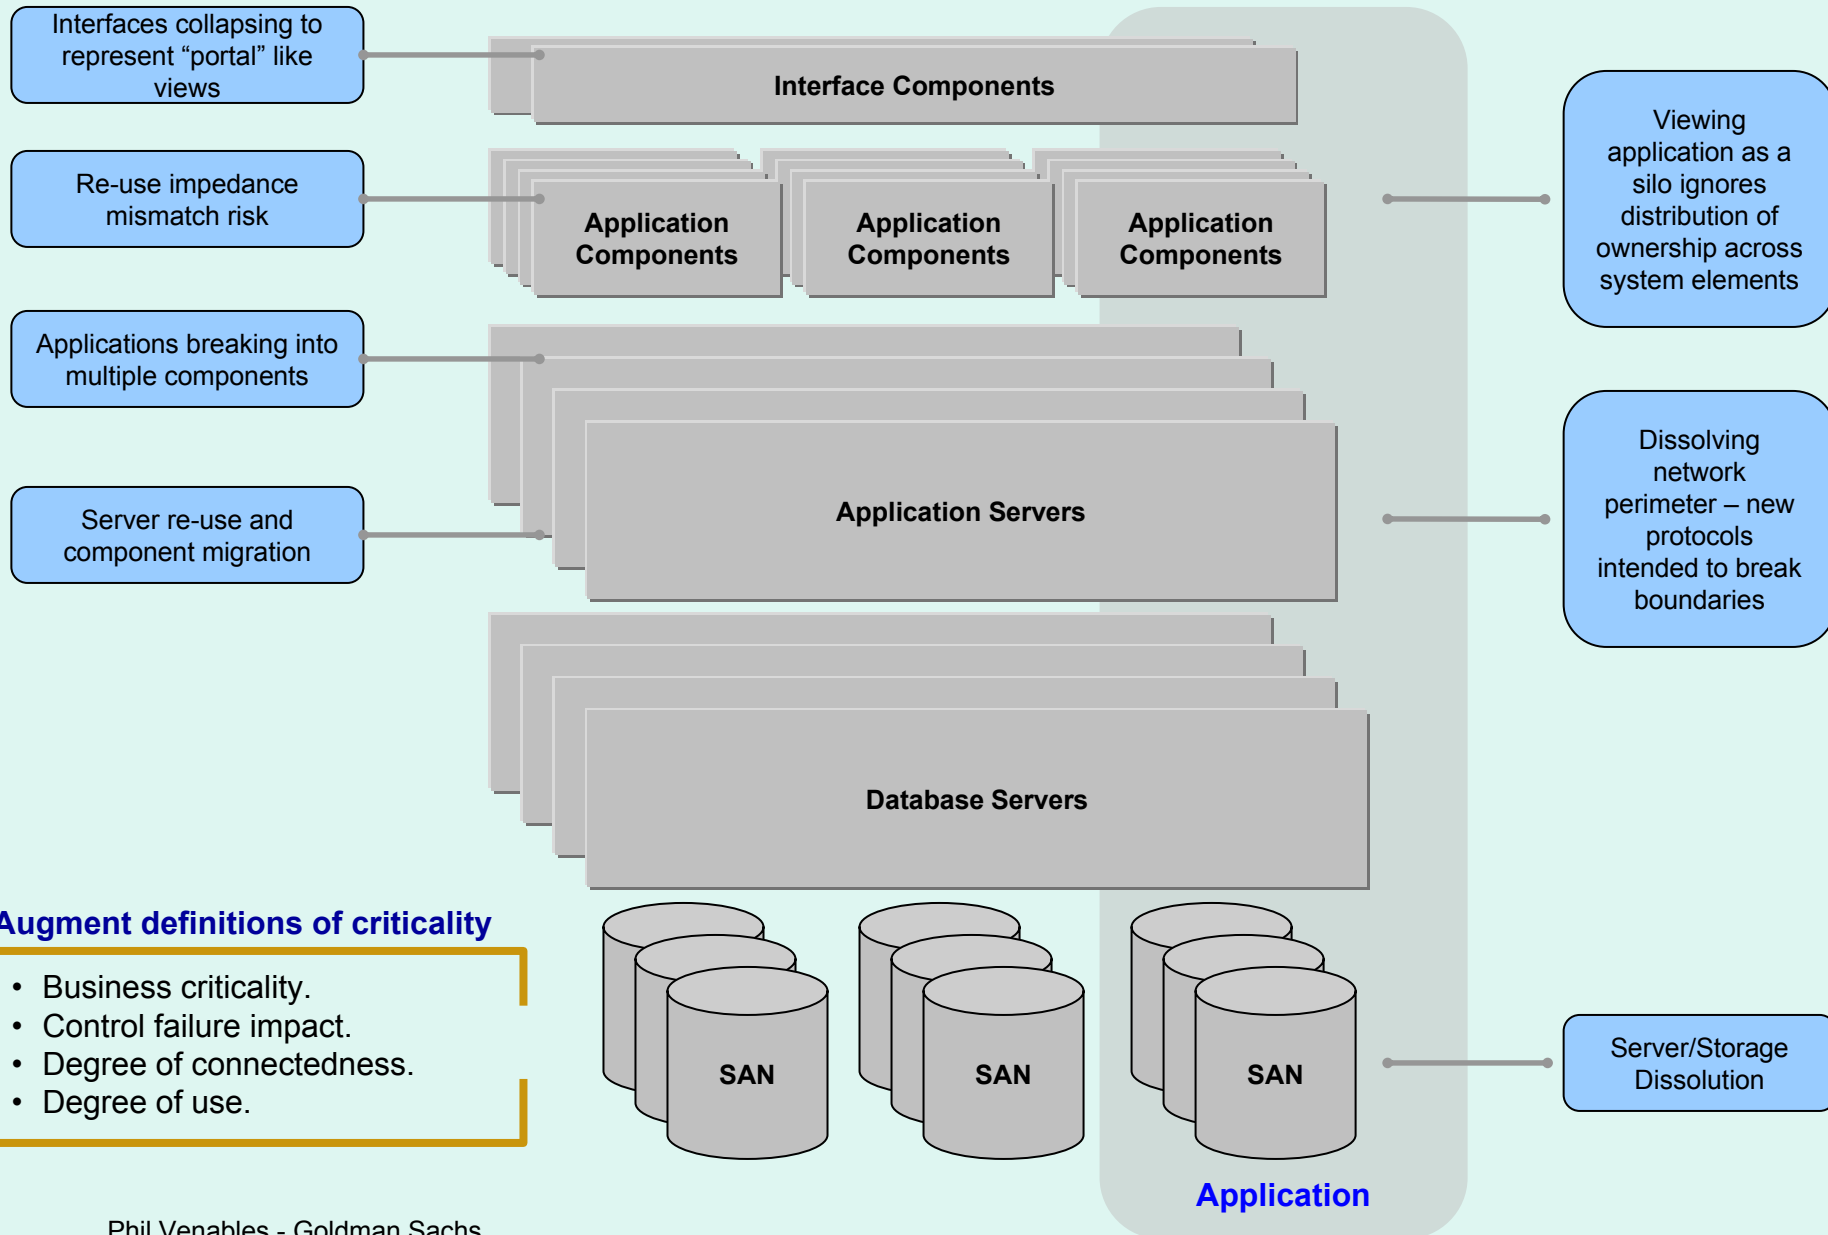 Interfaces collapsing to
represent “portal” like
views
Interface Components
Re-use impedance
mismatch risk
Application
Components
Application
Components
Application
Components
Viewing
application as a
silo ignores
distribution of
ownership across
system elements
Applications breaking into
multiple components
Server re-use and
component migration
Application Servers
Dissolving
network
perimeter – new
protocols
intended to break
boundaries
Database Servers
Augment definitions of criticality
• Business criticality.
• Control failure impact.
• Degree of connectedness.
• Degree of use.
SAN
SAN
SAN
Server/Storage
Dissolution
Application
Phil Venables - Goldman Sachs